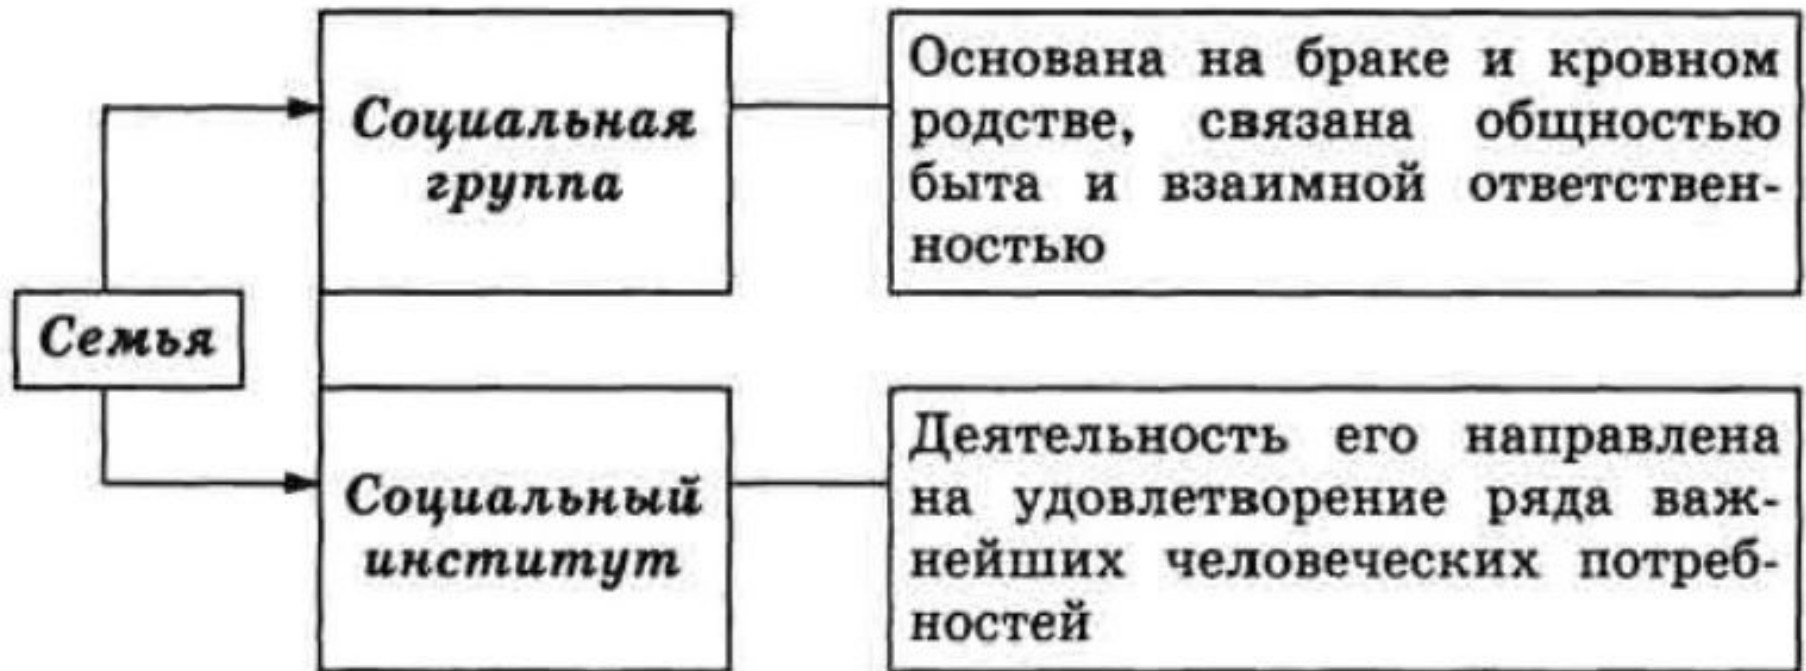 Семья
Социальная
группа
Основана на браке и кровном
родстве, связана общностью
быта и взаимной ответствен-
ностью
Социальный
институт
Деятельность его направлена
на удовлетворение ряда важ-
нейших человеческих потреб-
ностей